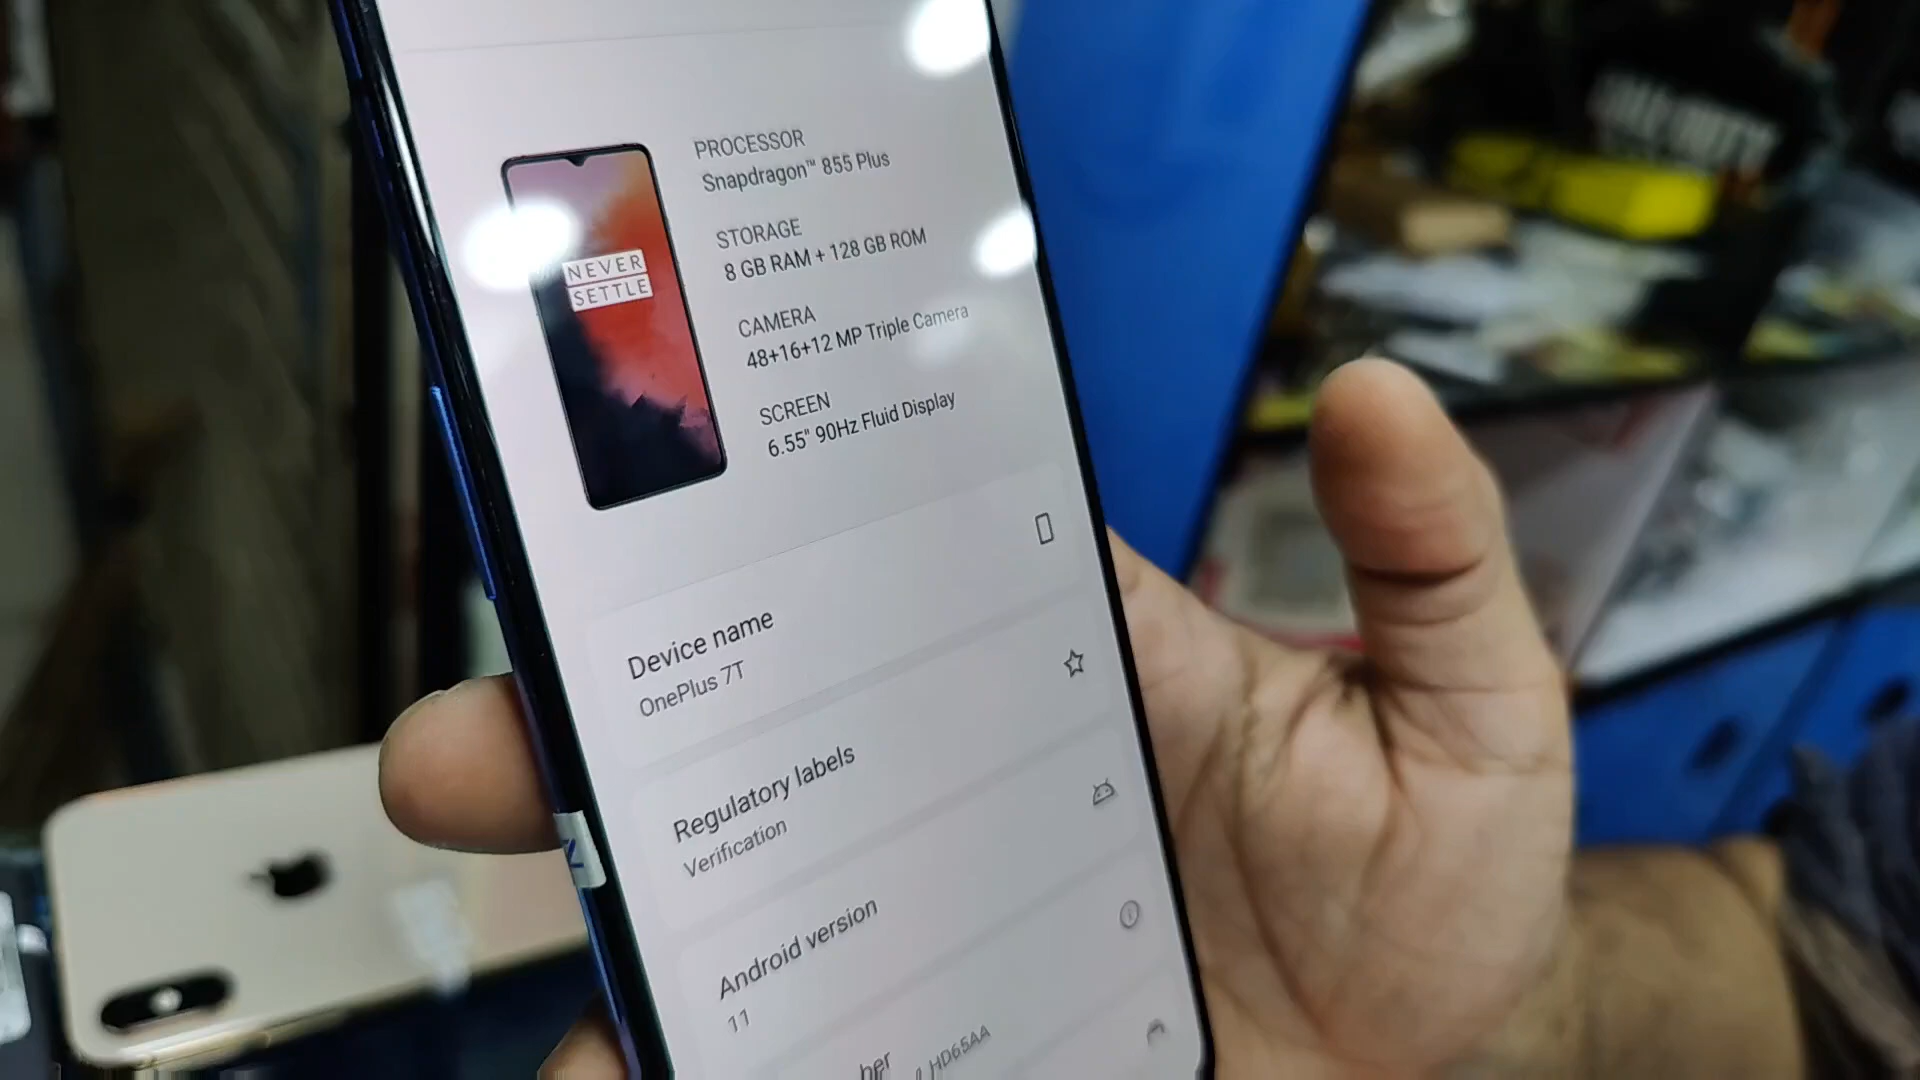 PROCESSOR
Snapdragon™ 855 Plus
STORAGE
8 GB RAM + 128 GB ROM
CAMERA
48+16+12 MP Triple Camera
SCREEN
6.55" 90Hz Fluid Display
NEVER
SETTLE
Device name
OnePlus 7T
Regulatory labels
Verification
Android version
11
HD65AA